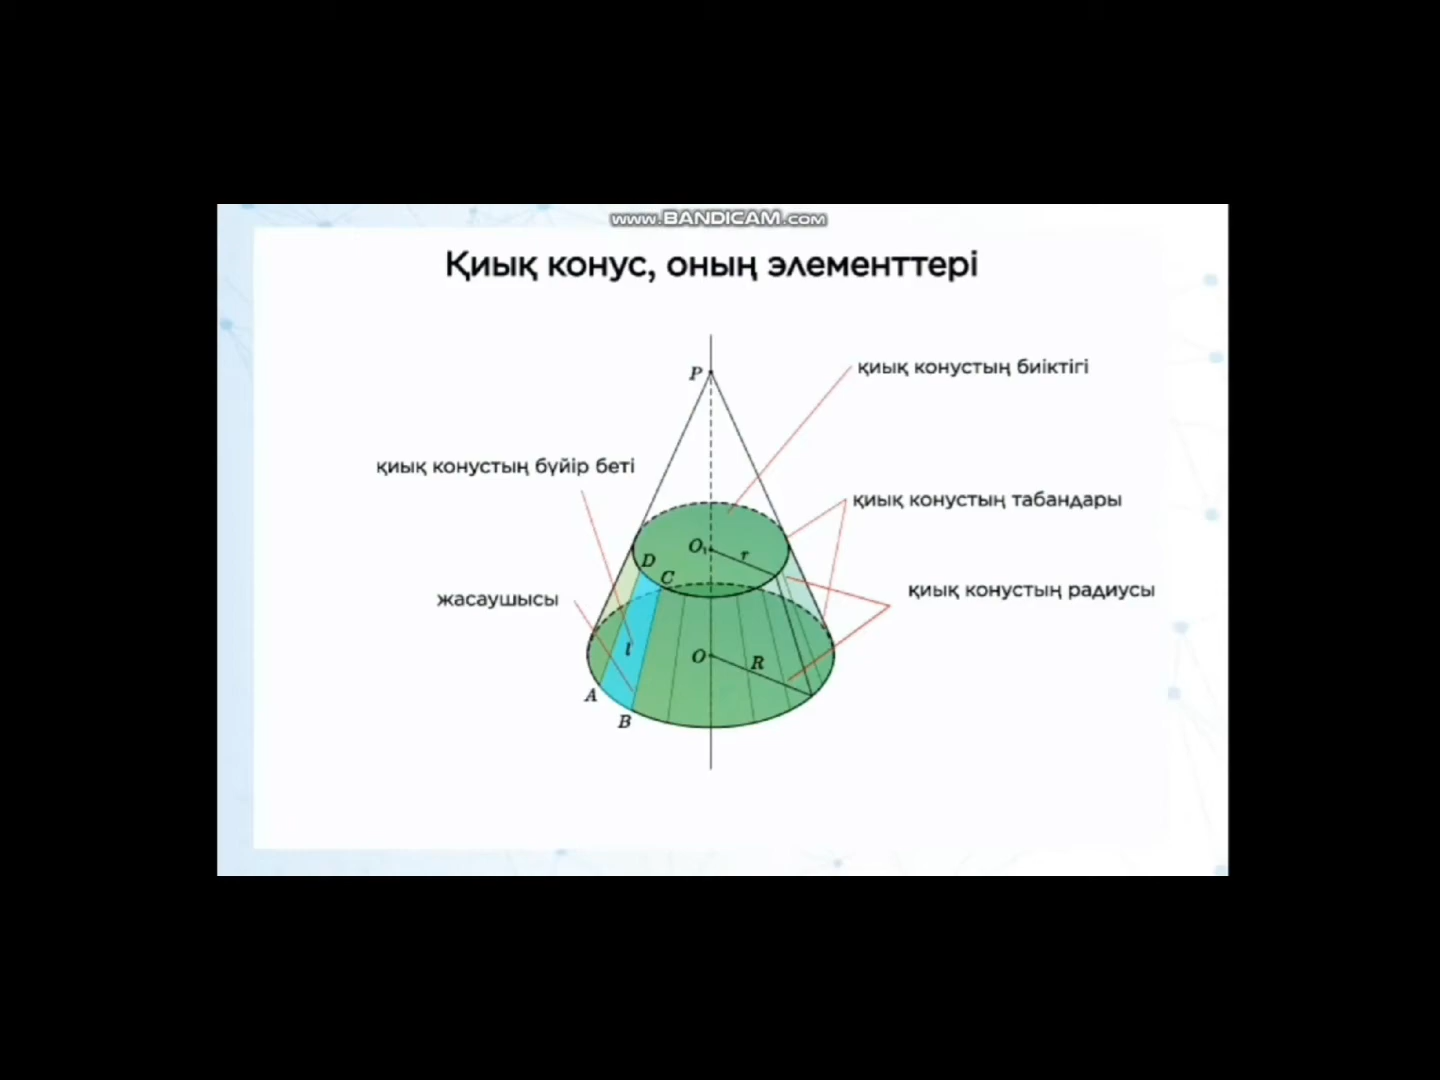 www.BANDICAM.com
Қиық конус, оның элементтері
P
қиық конустың биіктігі
қиық конустың бүйір беті
қиық конустың табандары
O₁
r
D
C
қиық конустың радиусы
жасаушысы
l
O
R
A
B